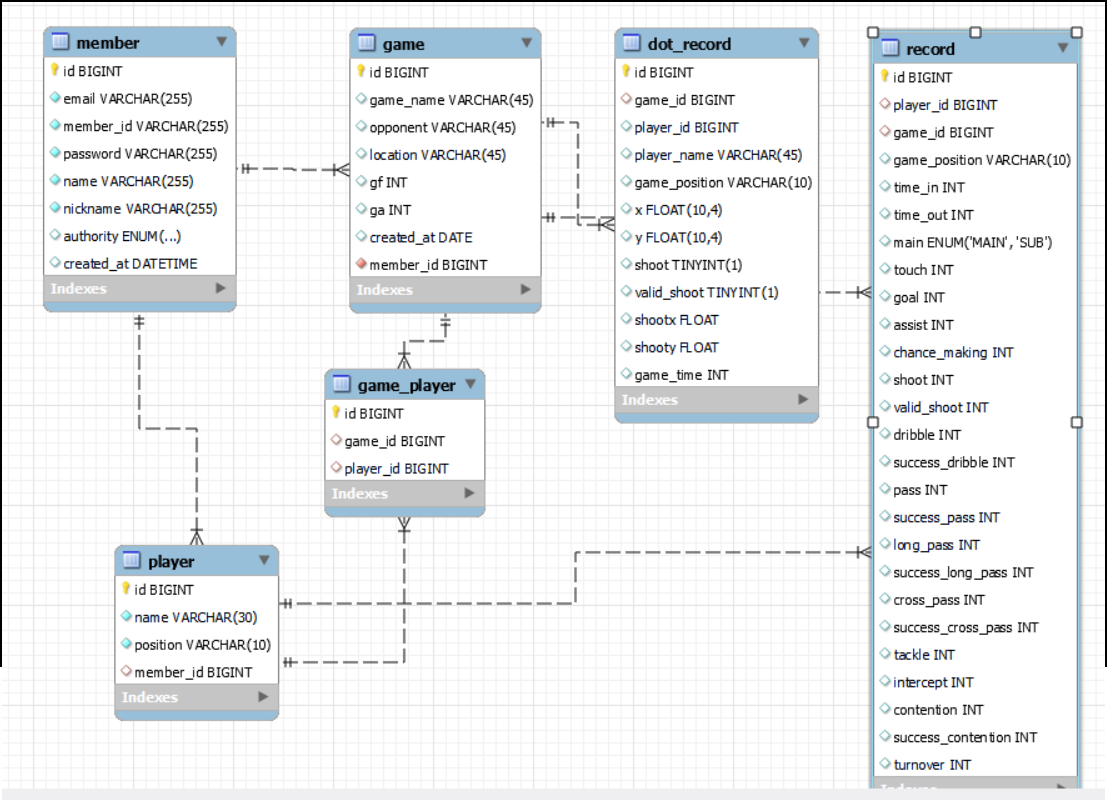 member
id BIGINT
email VARCHAR(255)
member_id VARCHAR(255)
password VARCHAR(255)
name VARCHAR(255)
nickname VARCHAR(255)
authority ENUM(...)
created_at DATETIME
Indexes
game
id BIGINT
game_name VARCHAR(45)
opponent VARCHAR(45)
location VARCHAR(45)
gf INT
ga INT
created_at DATE
member_id BIGINT
Indexes
dot_record
id BIGINT
game_id BIGINT
player_id BIGINT
player_name VARCHAR(45)
game_position VARCHAR(10)
x FLOAT(10,4)
y FLOAT(10,4)
shoot TINYINT(1)
valid_shoot TINYINT(1)
shootx FLOAT
shooty FLOAT
game_time INT
Indexes
record
id BIGINT
player_id BIGINT
game_id BIGINT
game_position VARCHAR(10)
time_in INT
time_out INT
main ENUM('MAIN', 'SUB')
touch INT
goal INT
assist INT
chance_making INT
shoot INT
valid_shoot INT
dribble INT
success_dribble INT
pass INT
success_pass INT
long_pass INT
success_long_pass INT
cross_pass INT
success_cross_pass INT
tackle INT
intercept INT
contention INT
success_contention INT
turnover INT
Indexes
game_player
id BIGINT
game_id BIGINT
player_id BIGINT
Indexes
player
id BIGINT
name VARCHAR(30)
position VARCHAR(10)
member_id BIGINT
Indexes